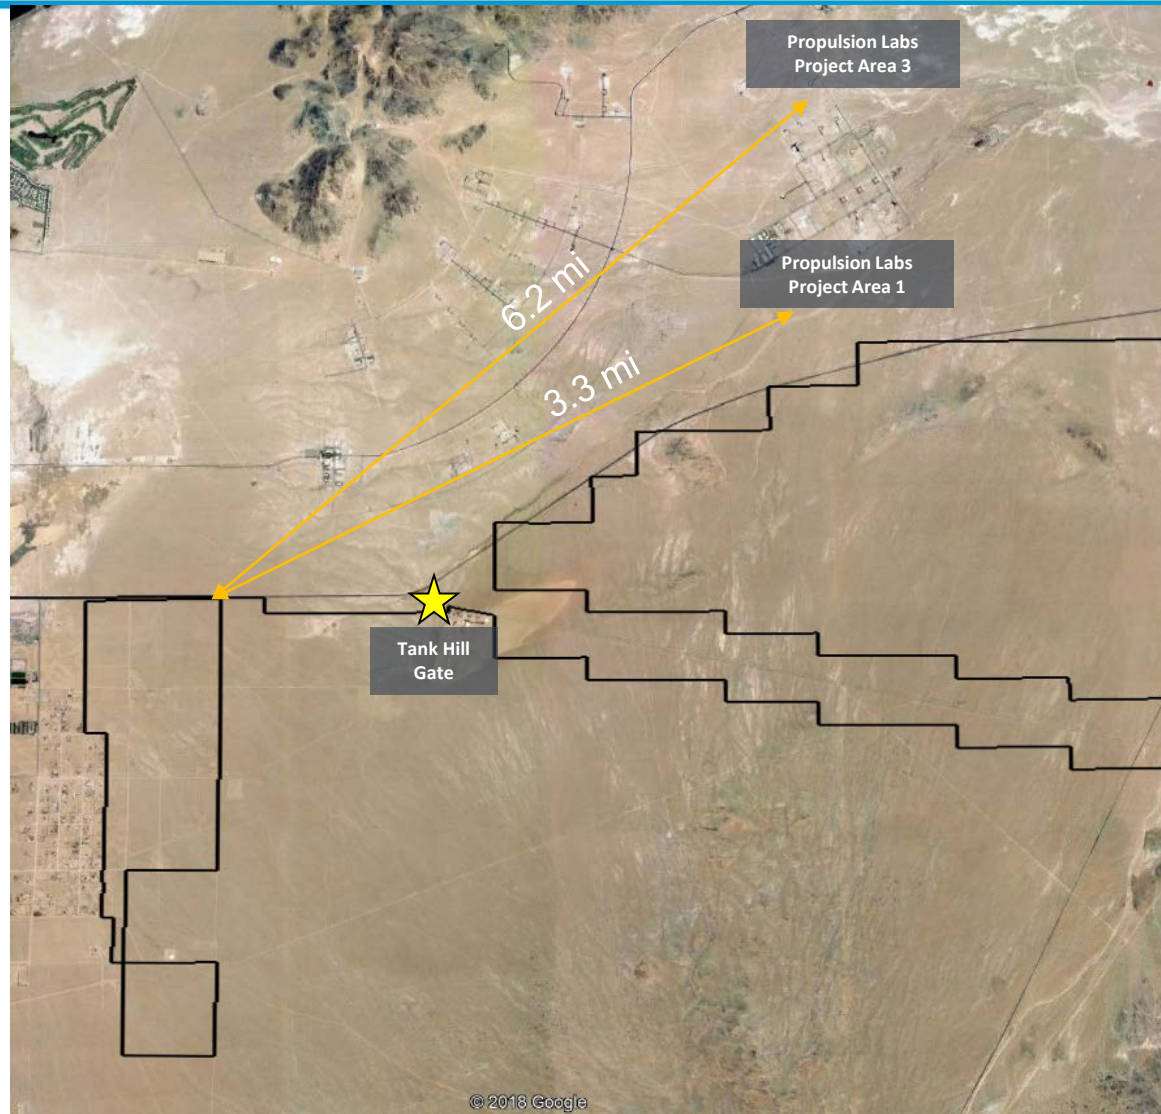 Propulsion Labs
Project Area 3
Propulsion Labs
Project Area 1
6.2 mi
3.3 mi
Tank Hill
Gate
© 2018 Google